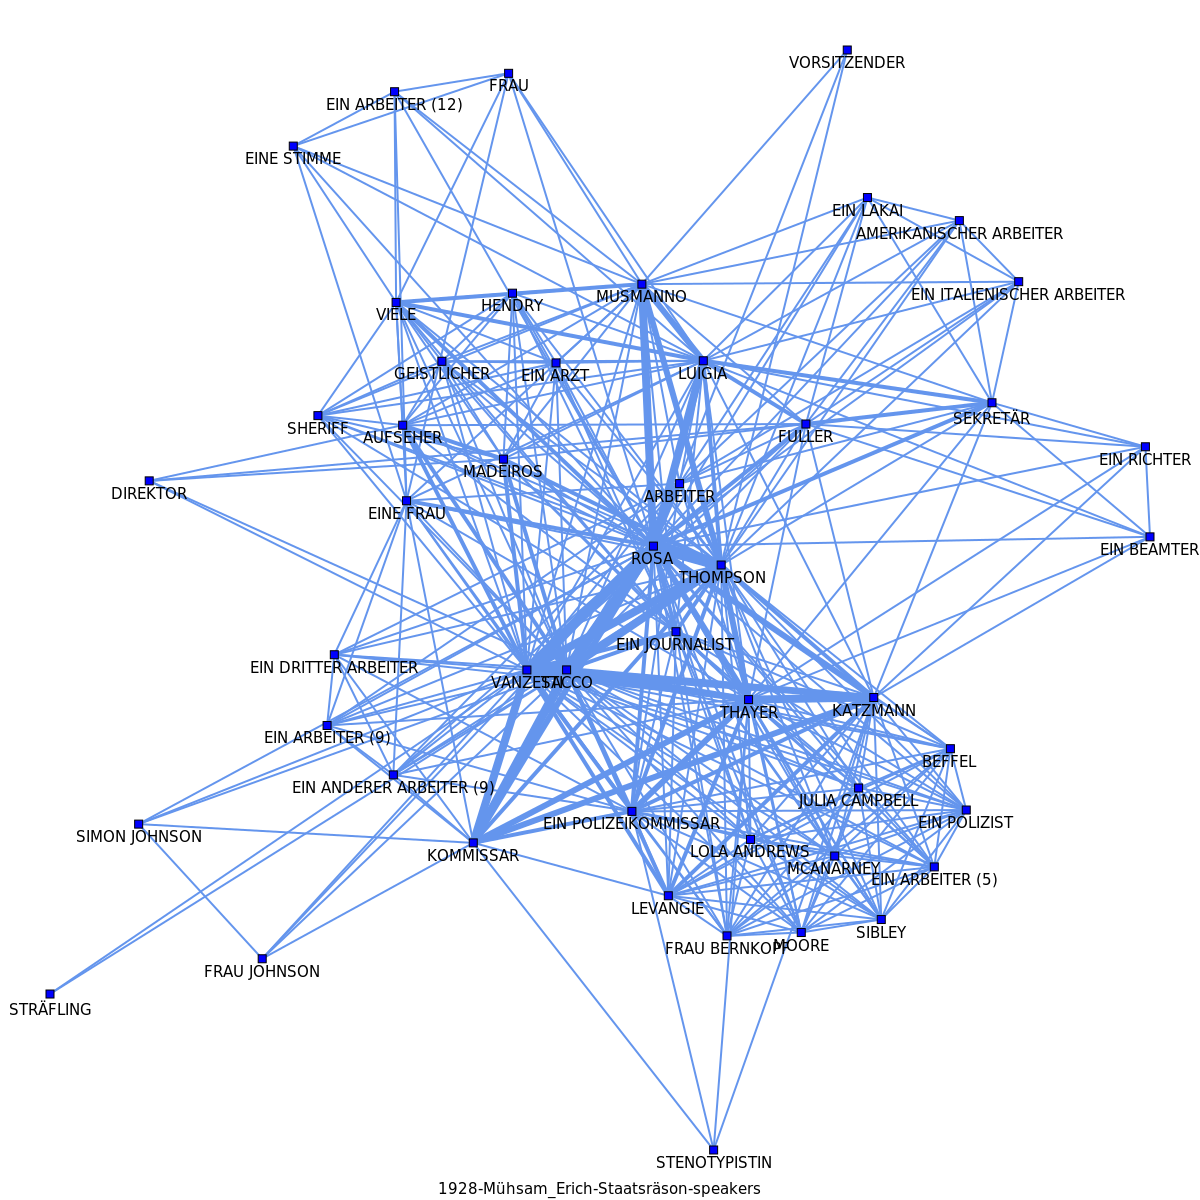 VORSITZENDER
FRAU
EIN ARBEITER (12)
EINE STIMME
EIN LAKAI
AMERIKANISCHER ARBEITER
EIN ITALIENISCHER ARBEITER
MUSMANNO
HENDRY
VIELE
GEISTLICHER
EIN ARZT
LUIGIA
SEKRETÄR
SHERIFF
AUFSEHER
FULLER
EIN RICHTER
MADEIROS
DIREKTOR
ARBEITER
EINE FRAU
EIN BEAMTER
ROSA
THOMPSON
EIN JOURNALIST
EIN DRITTER ARBEITER
VANZETTI
SACCO
THAYER
KATZMANN
EIN ARBEITER (9)
BEFFEL
EIN ANDERER ARBEITER (9)
JULIA CAMPBELL
EIN POLIZEIKOMMISSAR
EIN POLIZIST
SIMON JOHNSON
KOMMISSAR
LOLA ANDREWS
MCANARNEY
EIN ARBEITER (5)
LEVANGIE
SIBLEY
FRAU BERNKOPF
MOORE
FRAU JOHNSON
STRÄFLING
STENOTYPISTIN
1928-Mühsam_Erich-Staatsräson-speakers